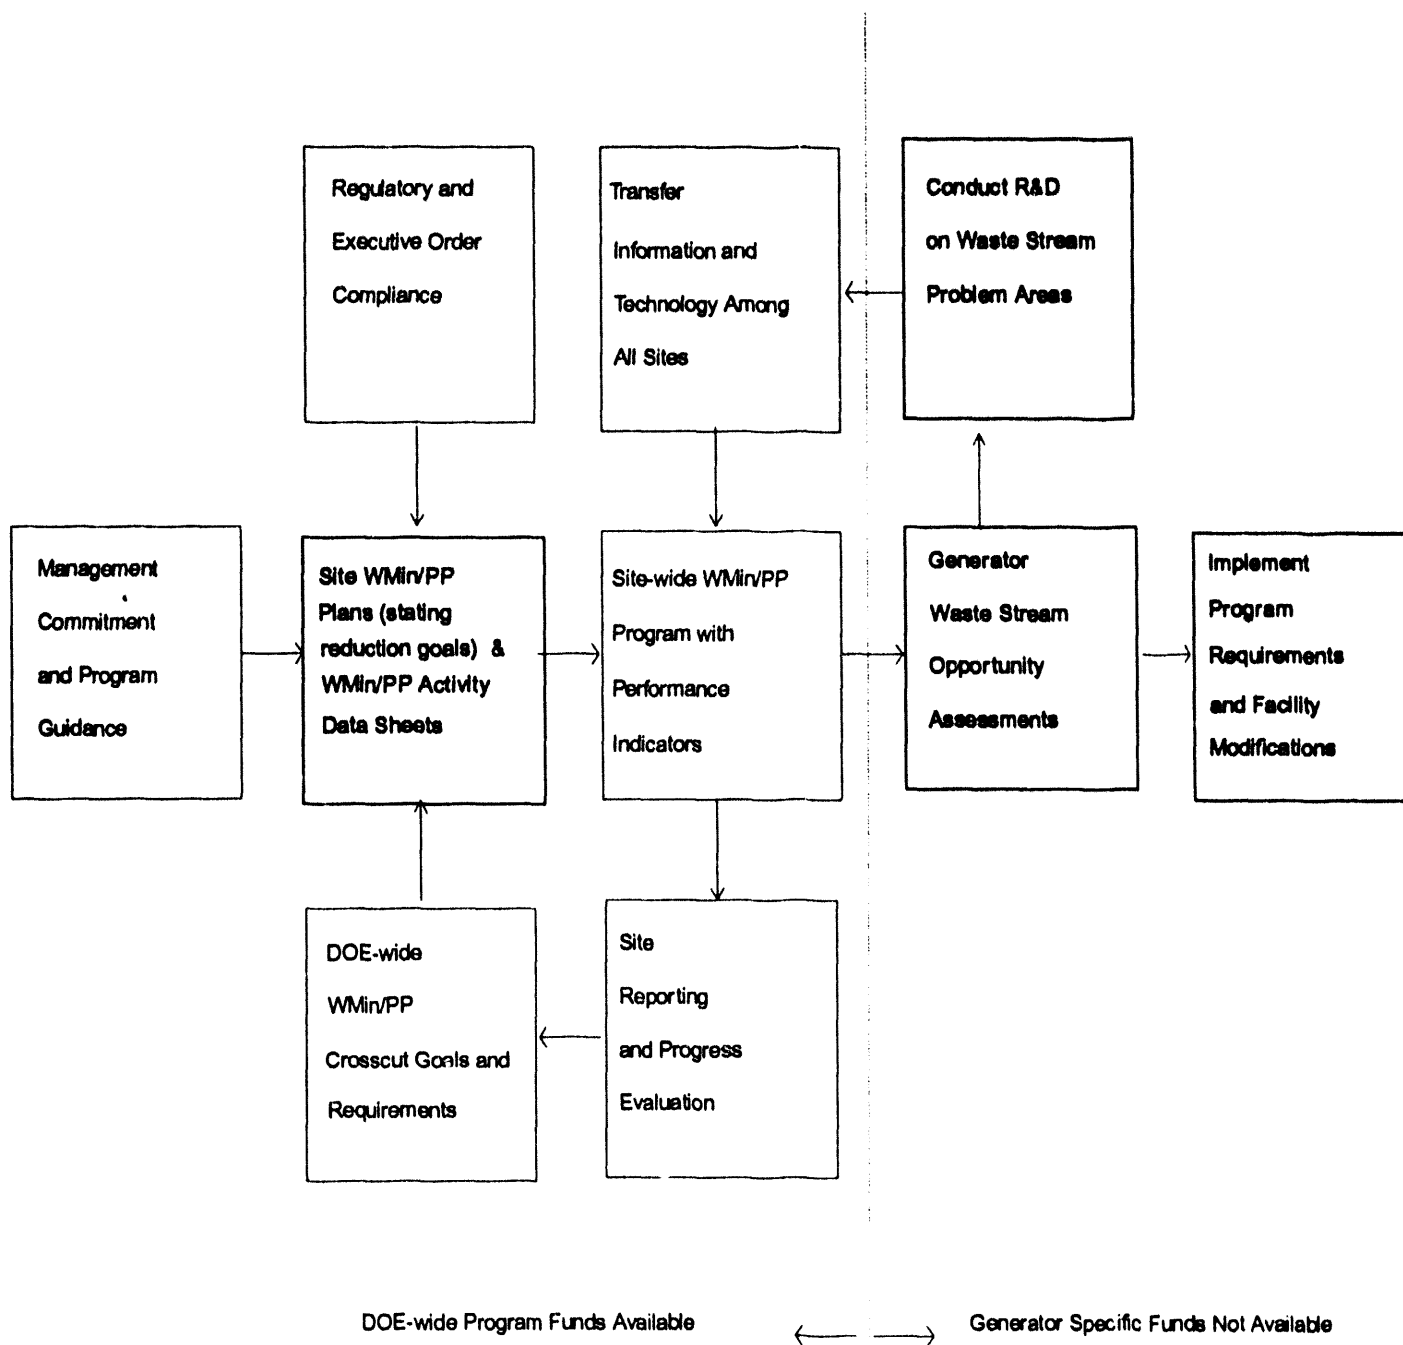 Regulatory and
Executive Order
Compliance
Transfer
Information and
Technology Among
All Sites
Conduct R&D
on Waste Stream
Problem Areas
Management
Commitment
and Program
Guidance
Site WMin/PP
Plans (stating
reduction goals) &
WMin/PP Activity
Data Sheets
Site-wide WMin/PP
Program with
Performance
Indicators
Generator
Waste Stream
Opportunity
Assessments
Implement
Program
Requirements
and Facility
Modifications
DOE-wide
WMin/PP
Crosscut Goals and
Requirements
Site
Reporting
and Progress
Evaluation
DOE-wide Program Funds Available
Generator Specific Funds Not Available